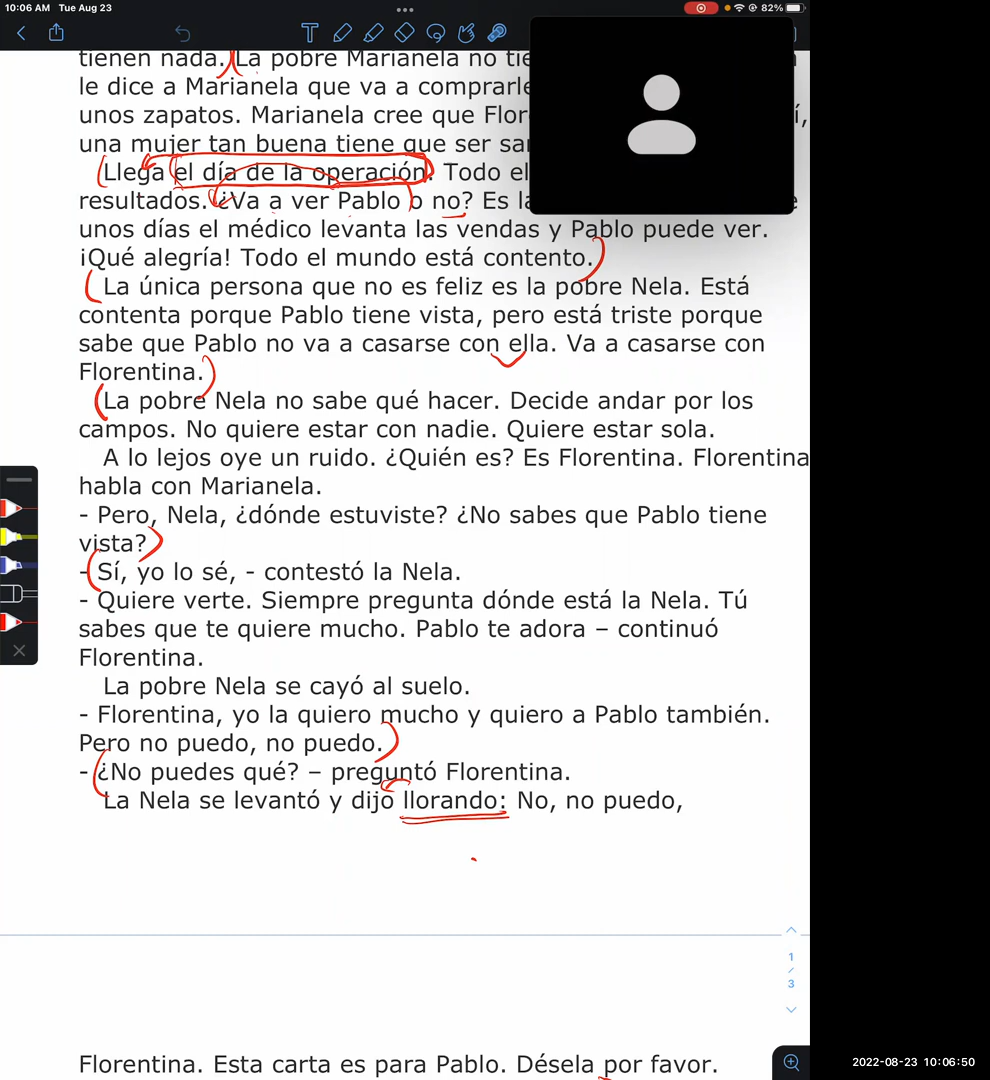 10:06 AM Tue Aug 23
82%
tienen nada. La pobre Marianela no tie
le dice a Marianela que va a comprarle
unos zapatos. Marianela cree que Flor í,
una mujer tan buena tiene que ser sa
Llega el día de la operación. Todo el
resultados. ¿Va a ver Pablo o no? Es la e
unos días el médico levanta las vendas y Pablo puede ver.
¡Qué alegría! Todo el mundo está contento.
La única persona que no es feliz es la pobre Nela. Está
contenta porque Pablo tiene vista, pero está triste porque
sabe que Pablo no va a casarse con ella. Va a casarse con
Florentina.
La pobre Nela no sabe qué hacer. Decide andar por los
campos. No quiere estar con nadie. Quiere estar sola.
A lo lejos oye un ruido. ¿Quién es? Es Florentina. Florentina
habla con Marianela.
- Pero, Nela, ¿dónde estuviste? ¿No sabes que Pablo tiene
vista?
- Sí, yo lo sé, - contestó la Nela.
- Quiere verte. Siempre pregunta dónde está la Nela. Tú
sabes que te quiere mucho. Pablo te adora – continuó
Florentina.
La pobre Nela se cayó al suelo.
- Florentina, yo la quiero mucho y quiero a Pablo también.
Pero no puedo, no puedo.
- ¿No puedes qué? – preguntó Florentina.
La Nela se levantó y dijo llorando: No, no puedo,
1
/
3
Florentina. Esta carta es para Pablo. Désela por favor.
2022-08-23 10:06:50